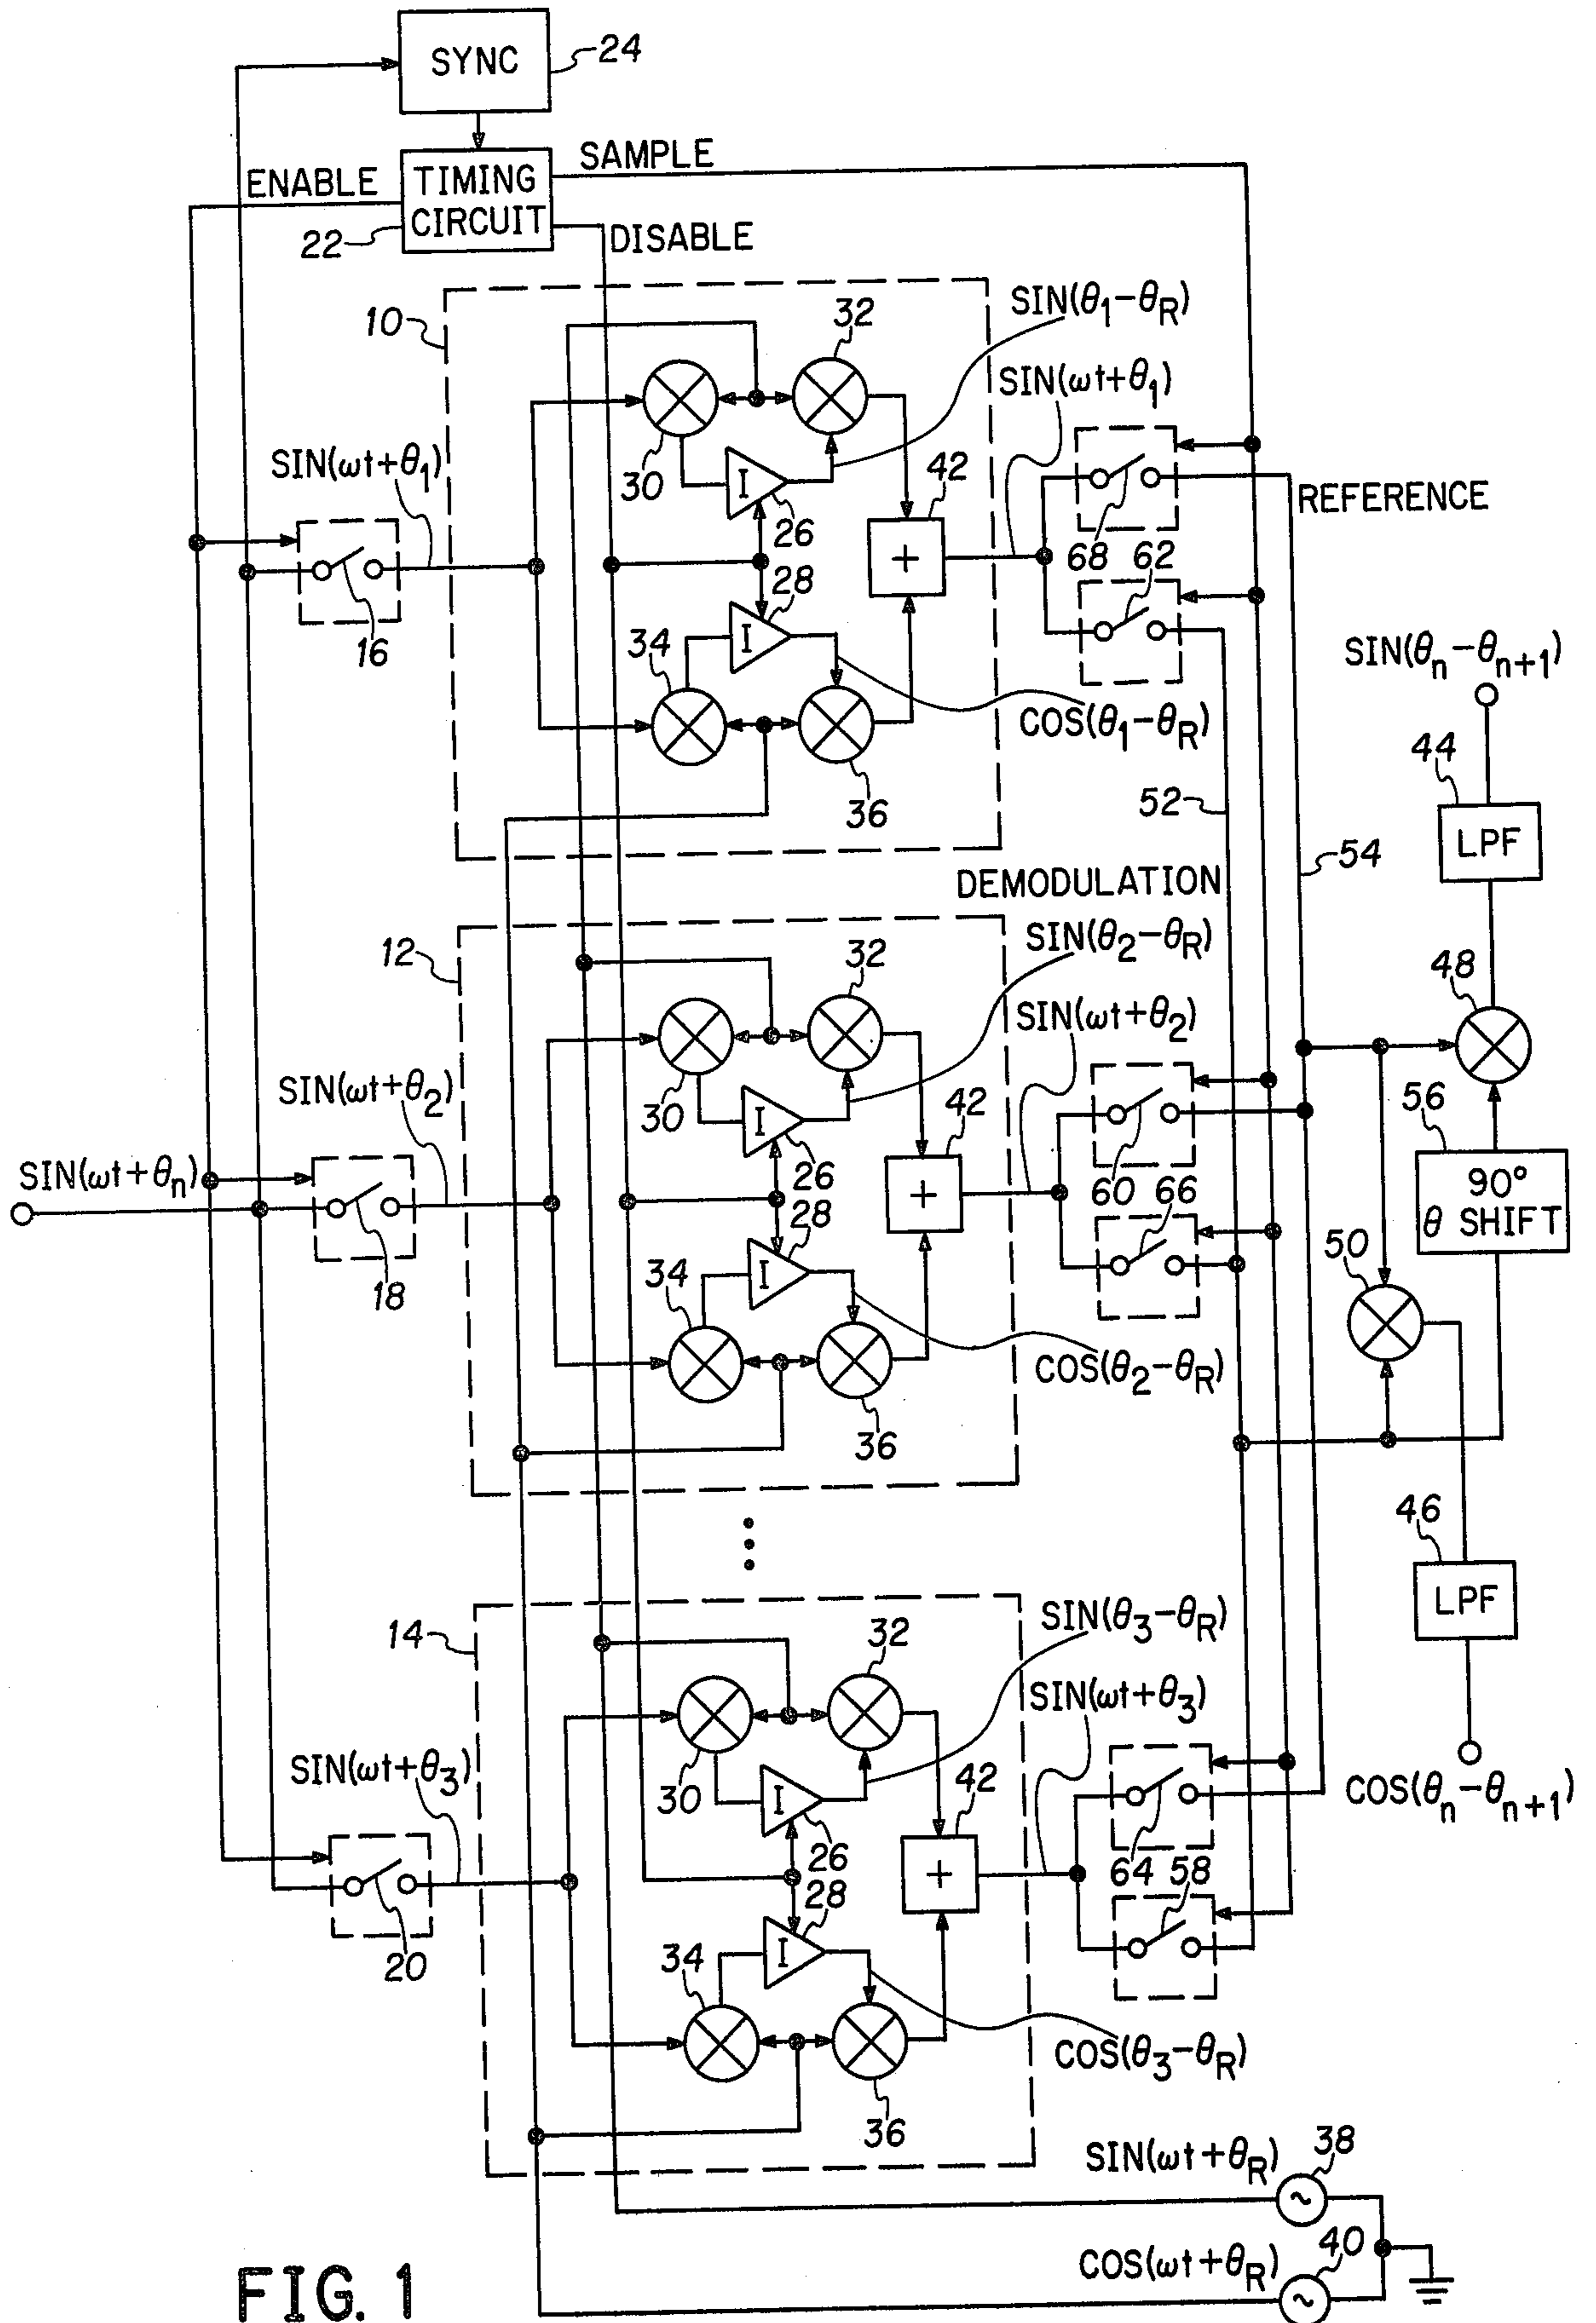 SYNC
24
ENABLE
TIMING
CIRCUIT
SAMPLE
22
DISABLE
10
32
SIN(θ1−θR)
SIN(ωt+θ1)
SIN(ωt+θ1)
30
I
26
42
+
68
62
REFERENCE
16
28
34
I
36
COS(θ1−θR)
SIN(θn−θn+1)
44
LPF
52
54
DEMODULATION
12
32
SIN(θ2−θR)
SIN(ωt+θ2)
48
SIN(ωt+θ2)
30
I
26
42
+
60
66
56
90°
θ SHIFT
SIN(ωt+θn)
18
28
34
I
36
COS(θ2−θR)
50
46
LPF
14
32
SIN(θ3−θR)
SIN(ωt+θ3)
SIN(ωt+θ3)
30
I
26
42
+
64
58
COS(θn−θn+1)
20
28
34
I
36
COS(θ3−θR)
SIN(ωt+θR)
38
~
COS(ωt+θR)
40
~
FIG. 1